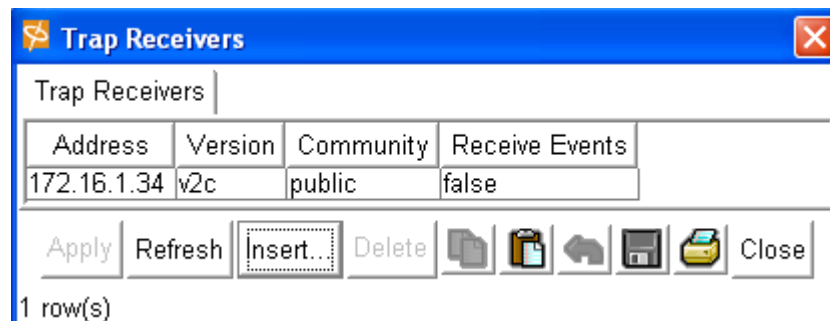 Trap Receivers
Trap Receivers
Address Version Community Receive Events
172.16.1.34 v2c public false
Apply Refresh Insert... Delete Close
1 row(s)